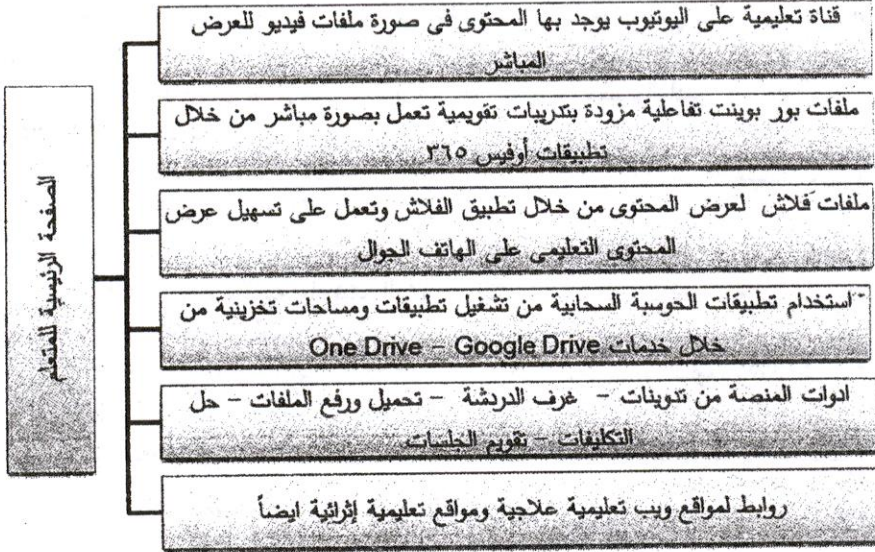 الصفحة الرئيسية للمتعلم
قناة تعليمية على اليوتيوب يوجد بها المحتوى فى صورة ملفات فيديو للعرض
المباشر
ملفات بور بوينت تفاعلية مزودة بتدريبات تقويمية تعمل بصورة مباشر من خلال
تطبيقات أوفيس ٣٦٥
ملفات فلاش لعرض المحتوى من خلال تطبيق الفلاش وتعمل على تسهيل عرض
المحتوى التعليمى على الهاتف الجوال
استخدام تطبيقات الحوسبة السحابية من تشغيل تطبيقات ومساحات تخزينية من
خلال خدمات One Drive – Google Drive
ادوات المنصة من تدوينات – غرف الدردشة – تحميل ورفع الملفات – حل
التكليفات – تقويم الجلسات
روابط لمواقع ويب تعليمية علاجية ومواقع تعليمية إثرائية ايضاً